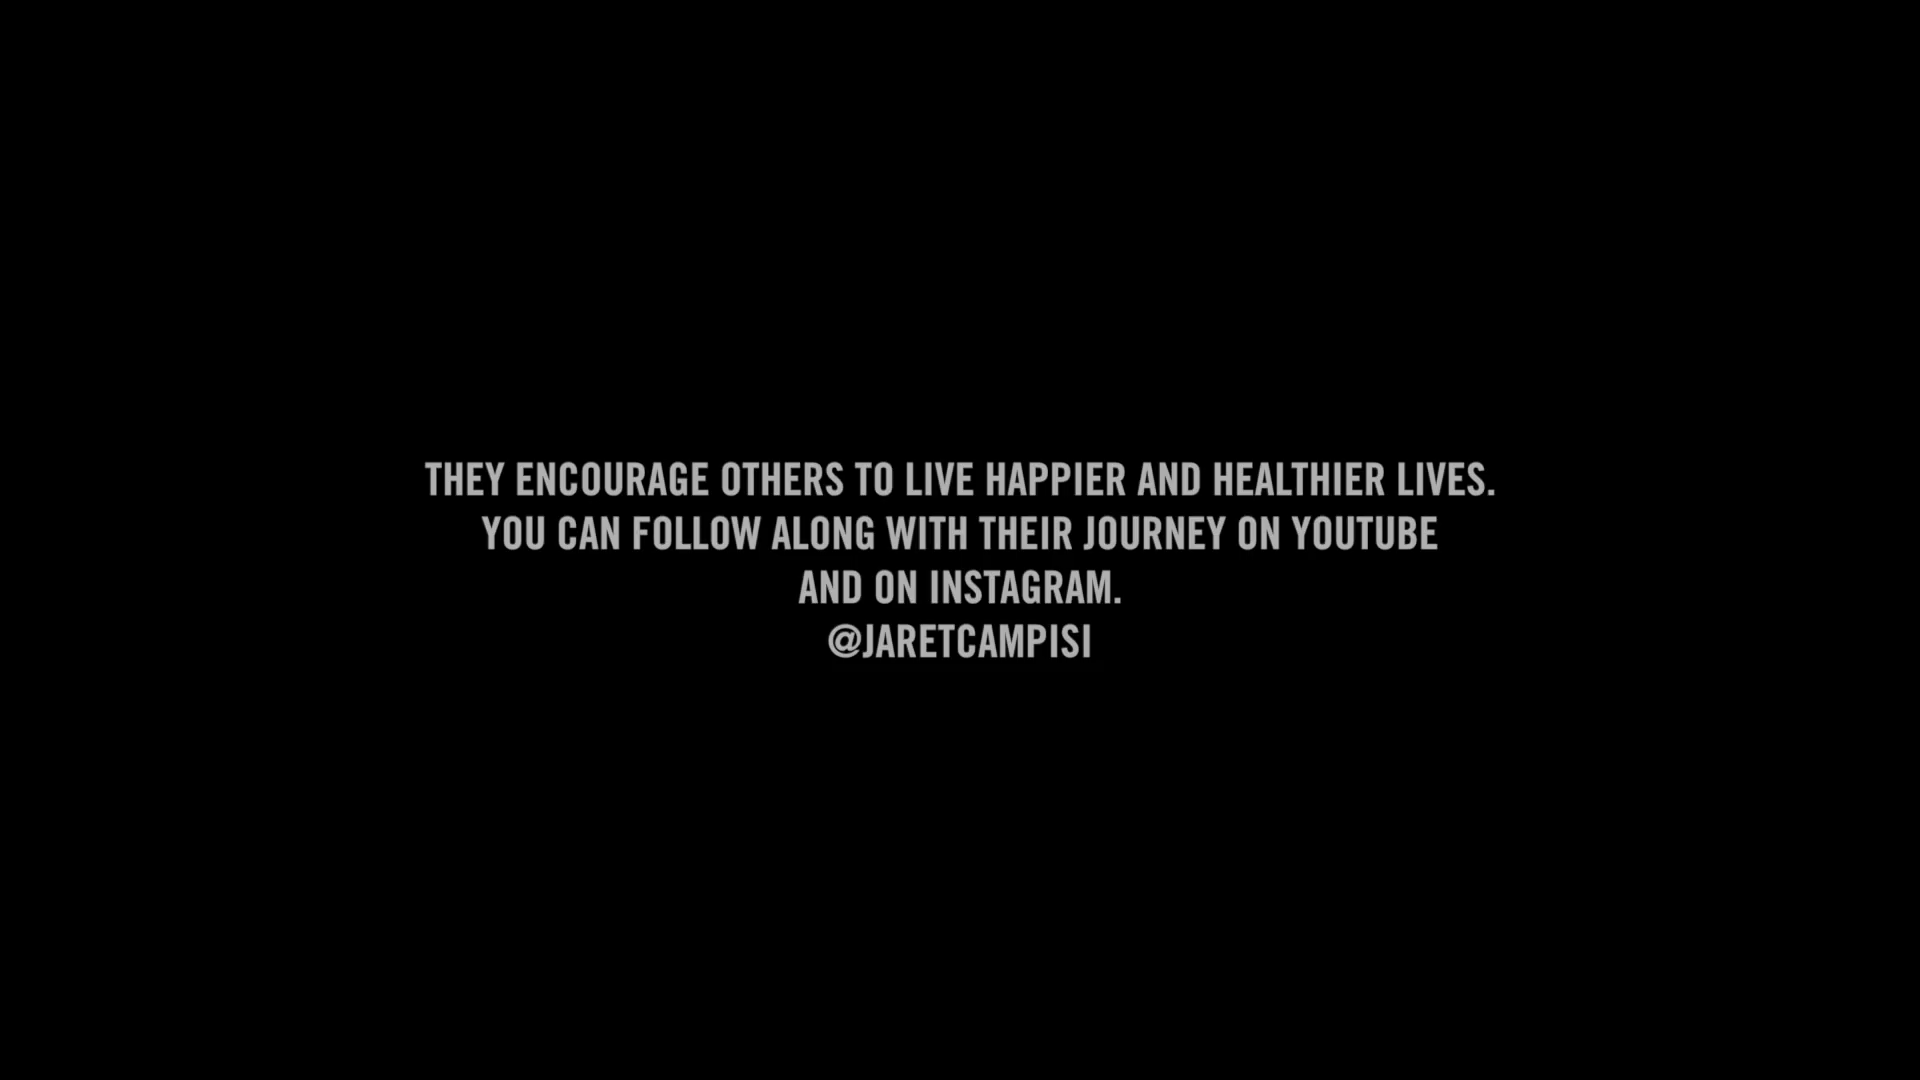 THEY ENCOURAGE OTHERS TO LIVE HAPPIER AND HEALTHIER LIVES.
YOU CAN FOLLOW ALONG WITH THEIR JOURNEY ON YOUTUBE
AND ON INSTAGRAM.
@JARETCAMPISI